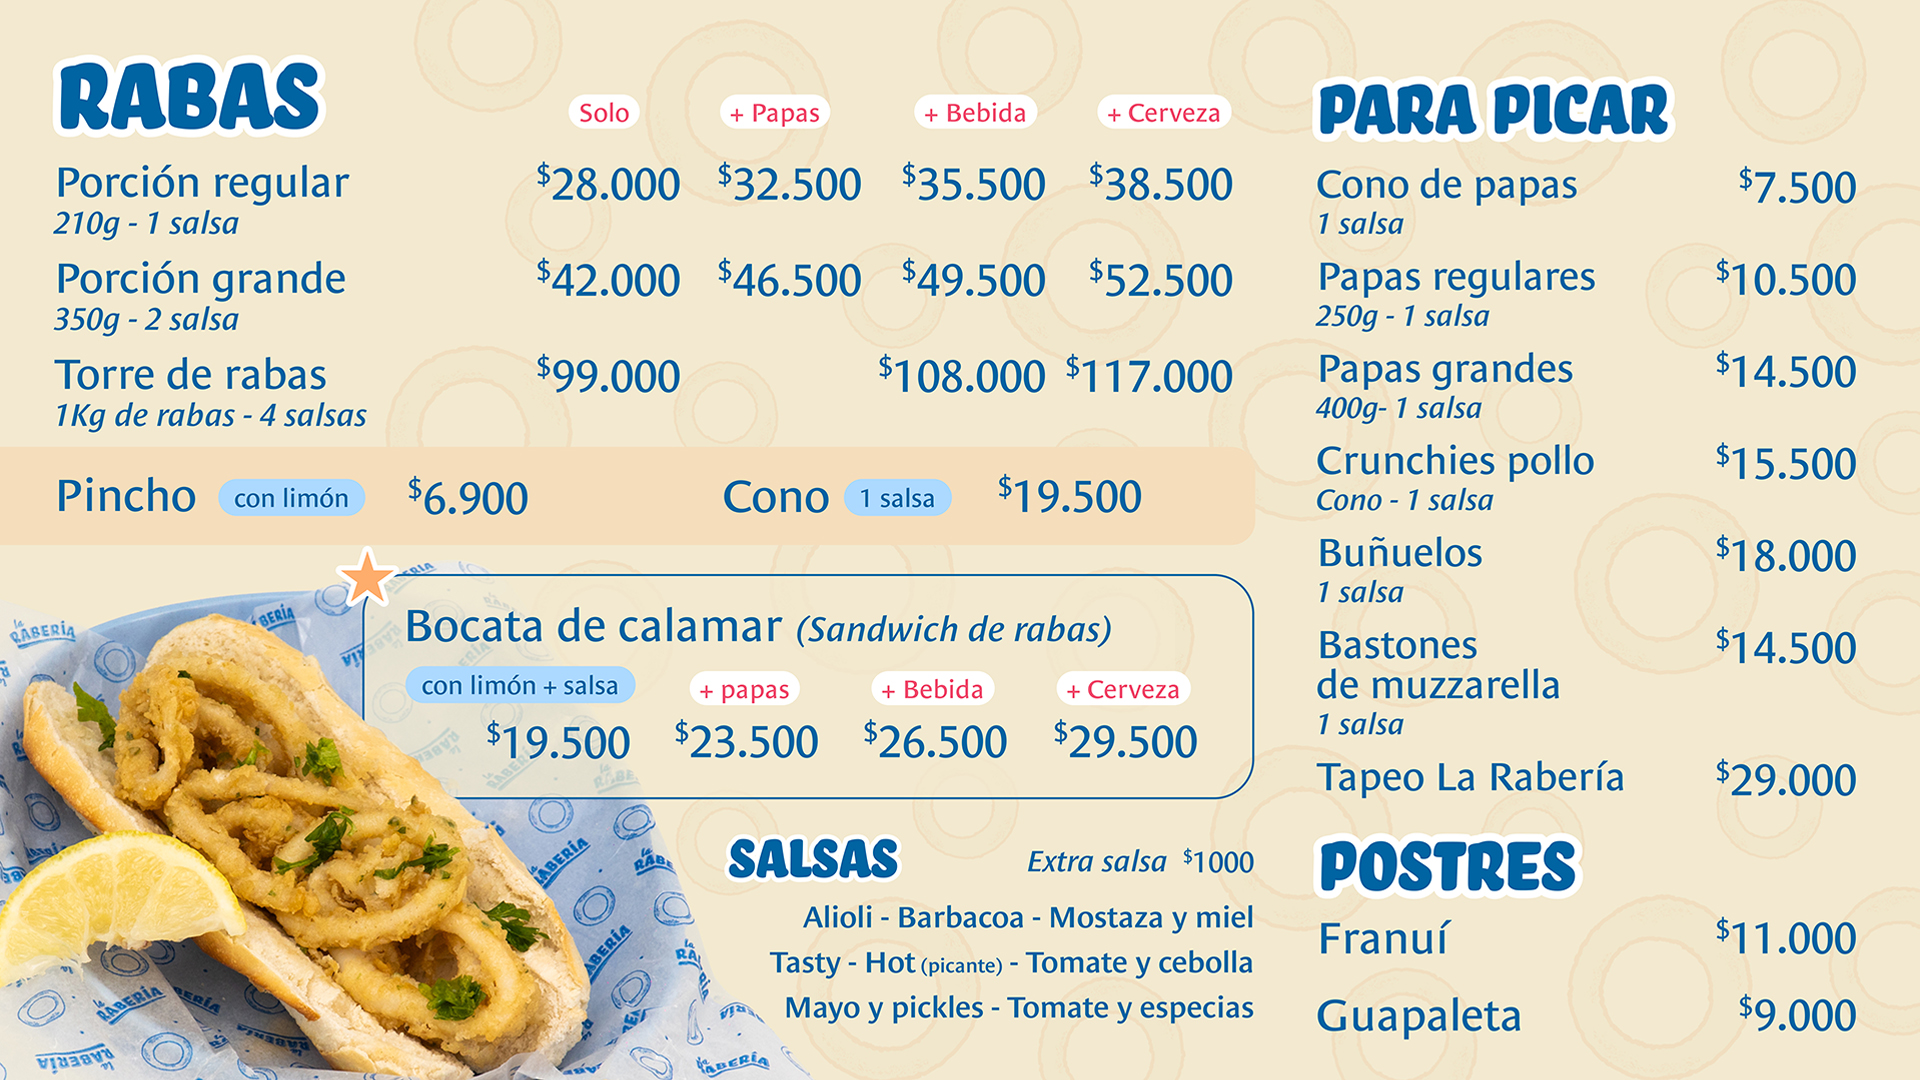 RABAS
Solo + Papas + Bebida + Cerveza
Porción regular $28.000 $32.500 $35.500 $38.500
210g - 1 salsa
Porción grande $42.000 $46.500 $49.500 $52.500
350g - 2 salsa
Torre de rabas $99.000 $108.000 $117.000
1Kg de rabas - 4 salsas
Pincho con limón $6.900 Cono 1 salsa $19.500
Bocata de calamar (Sandwich de rabas)
con limón + salsa + papas + Bebida + Cerveza
$19.500 $23.500 $26.500 $29.500
SALSAS Extra salsa $1000
Alioli - Barbacoa - Mostaza y miel
Tasty - Hot (picante) - Tomate y cebolla
Mayo y pickles - Tomate y especias
PARA PICAR
Cono de papas $7.500
1 salsa
Papas regulares $10.500
250g - 1 salsa
Papas grandes $14.500
400g- 1 salsa
Crunchies pollo $15.500
Cono - 1 salsa
Buñuelos $18.000
1 salsa
Bastones $14.500
de muzzarella
1 salsa
Tapeo La Rabería $29.000
POSTRES
Franuí $11.000
Guapaleta $9.000
la RABERÍA